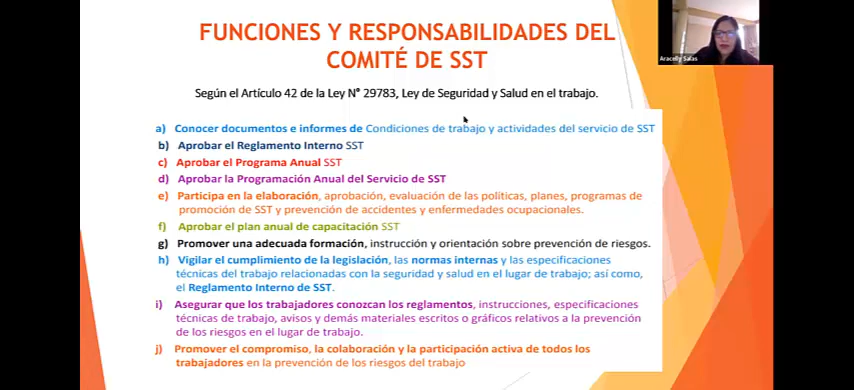 FUNCIONES Y RESPONSABILIDADES DEL
COMITÉ DE SST
Según el Artículo 42 de la Ley N° 29783, Ley de Seguridad y Salud en el trabajo.
a) Conocer documentos e informes de Condiciones de trabajo y actividades del servicio de SST
b) Aprobar el Reglamento Interno SST
c) Aprobar el Programa Anual SST
d) Aprobar la Programación Anual del Servicio de SST
e) Participa en la elaboración, aprobación, evaluación de las políticas, planes, programas de
promoción de SST y prevención de accidentes y enfermedades ocupacionales.
f) Aprobar el plan anual de capacitación SST
g) Promover una adecuada formación, instrucción y orientación sobre prevención de riesgos.
h) Vigilar el cumplimiento de la legislación, las normas internas y las especificaciones
técnicas del trabajo relacionadas con la seguridad y salud en el lugar de trabajo; así como,
el Reglamento Interno de SST.
i) Asegurar que los trabajadores conozcan los reglamentos, instrucciones, especificaciones
técnicas de trabajo, avisos y demás materiales escritos o gráficos relativos a la prevención
de los riesgos en el lugar de trabajo.
j) Promover el compromiso, la colaboración y la participación activa de todos los
trabajadores en la prevención de los riesgos del trabajo
Aracelly Salas